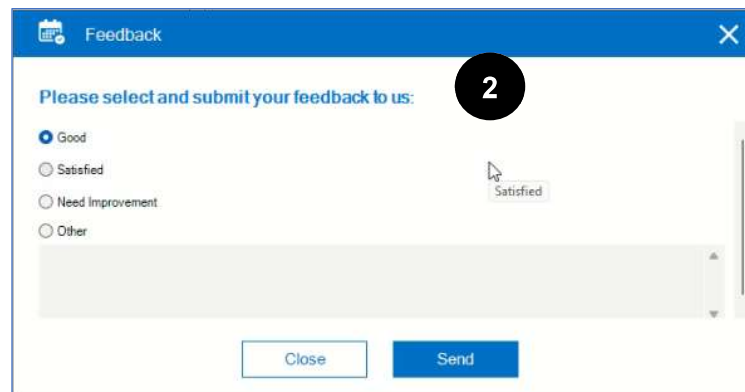 Feedback
Please select and submit your feedback to us:
2
Good
Satisfied
Satisfied
Need Improvement
Other
Close
Send